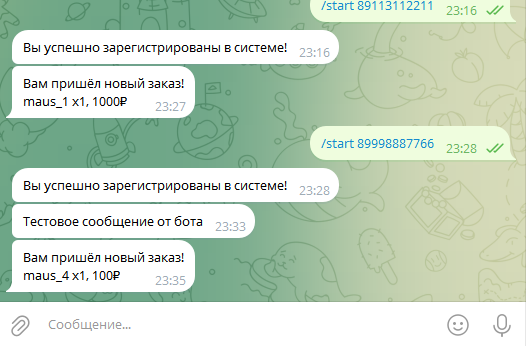 /start 89113112211 23:16
Вы успешно зарегистрированы в системе! 23:16
Вам пришёл новый заказ!
maus_1 x1, 1000₽ 23:27
/start 89998887766 23:28
Вы успешно зарегистрированы в системе! 23:28
Тестовое сообщение от бота 23:33
Вам пришёл новый заказ!
maus_4 x1, 100₽ 23:35
Сообщение...